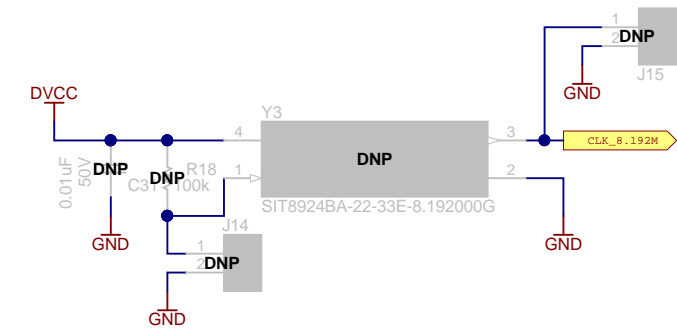 1
2
DNP
J15
GND
DVCC
Y3
4
3
CLK_8.192M
DNP
0.01uF
50V
DNP
C31
DNP
R18
100k
1
2
SIT8924BA-22-33E-8.192000G
GND
J14
1
2
DNP
GND
GND